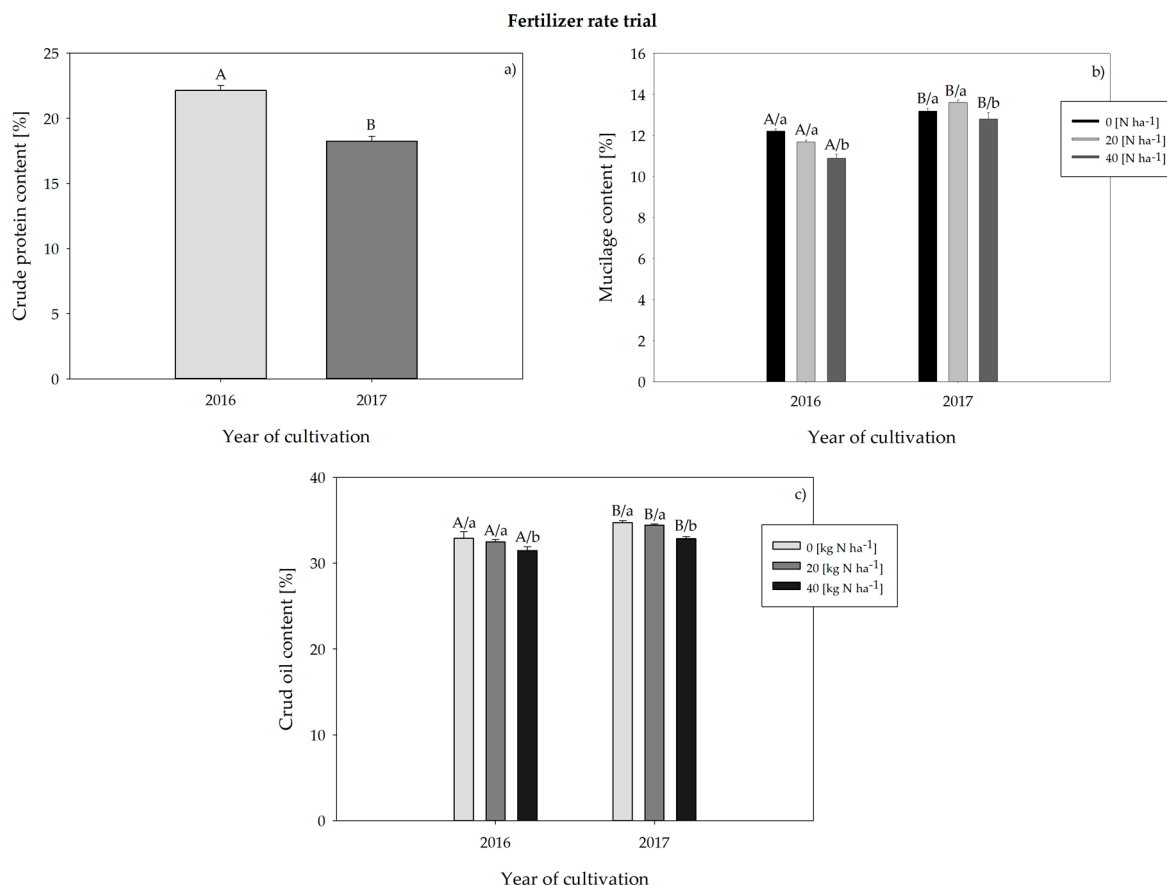 Fertilizer rate trial
a)
Crude protein content [%]
25
20
15
10
5
0
A
B
2016
2017
Year of cultivation
b)
Mucilage content [%]
16
14
12
10
8
6
4
2
0
A/a
A/a
A/b
B/a
B/a
B/b
2016
2017
Year of cultivation
0 [N ha⁻¹]
20 [N ha⁻¹]
40 [N ha⁻¹]
c)
Crud oil content [%]
40
30
20
10
0
A/a
A/a
A/b
B/a
B/a
B/b
2016
2017
Year of cultivation
0 [kg N ha⁻¹]
20 [kg N ha⁻¹]
40 [kg N ha⁻¹]